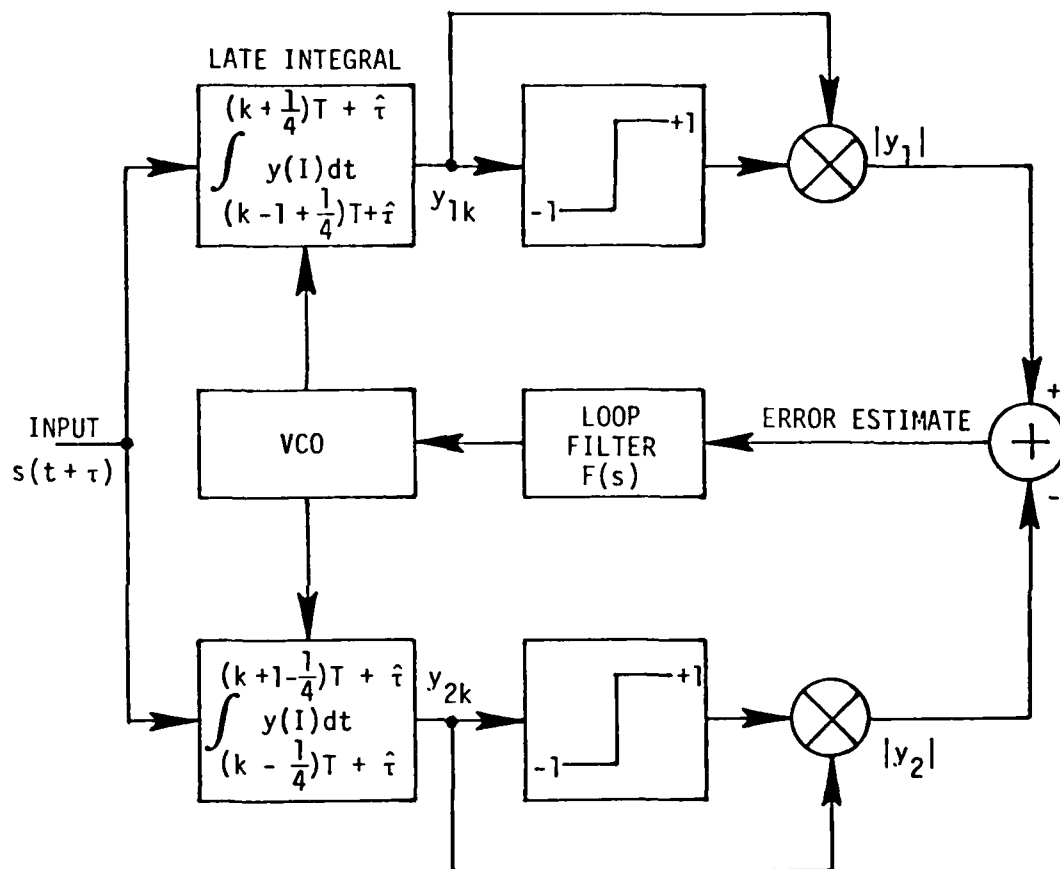 LATE INTEGRAL
(k + 1/4)T + τ̂
∫ y(I)dt
(k -1 + 1/4)T+τ̂
y1k
+1
-1
|y1|
INPUT
s(t + τ)
VCO
LOOP
FILTER
F(s)
ERROR ESTIMATE
+
+
-
(k +1-1/4)T + τ̂
∫ y(I)dt
(k - 1/4)T + τ̂
y2k
+1
-1
|y2|